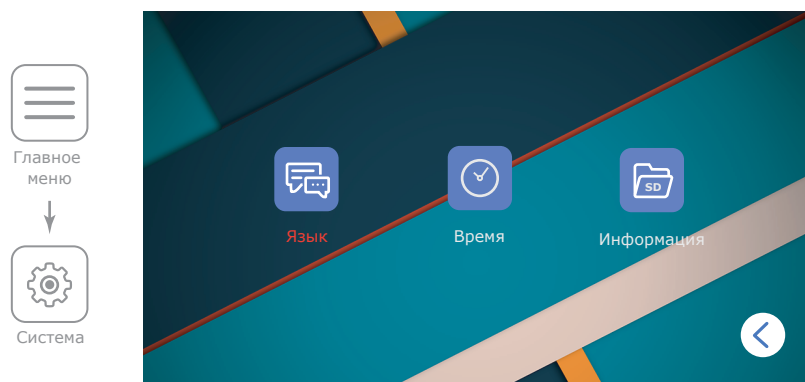 Главное
меню
Система
Язык
Время
SD
Информация